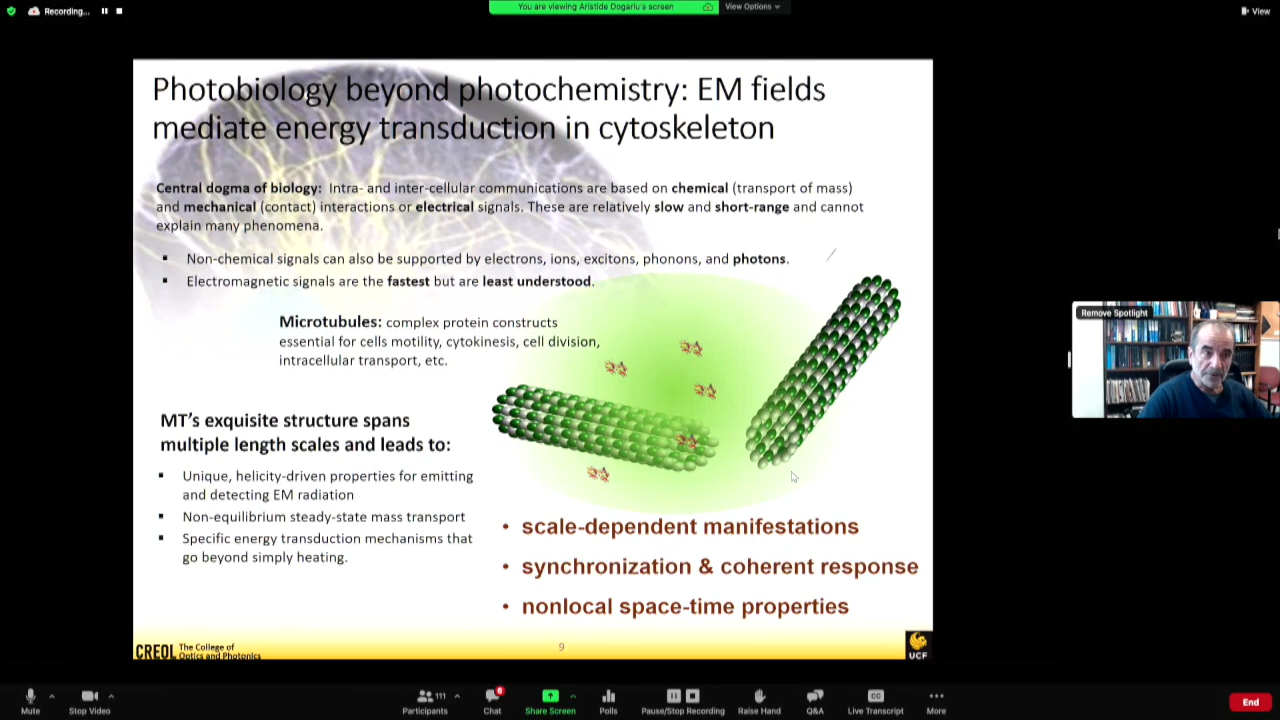 Recording...
You are viewing Aristide Dogariu's screen
View Options
View
Photobiology beyond photochemistry: EM fields
mediate energy transduction in cytoskeleton
Central dogma of biology: Intra- and inter-cellular communications are based on chemical (transport of mass)
and mechanical (contact) interactions or electrical signals. These are relatively slow and short-range and cannot
explain many phenomena.
▪ Non-chemical signals can also be supported by electrons, ions, excitons, phonons, and photons.
▪ Electromagnetic signals are the fastest but are least understood.
Microtubules: complex protein constructs
essential for cells motility, cytokinesis, cell division,
intracellular transport, etc.
Remove Spotlight
MT's exquisite structure spans
multiple length scales and leads to:
▪ Unique, helicity-driven properties for emitting
and detecting EM radiation
▪ Non-equilibrium steady-state mass transport
▪ Specific energy transduction mechanisms that
go beyond simply heating.
• scale-dependent manifestations
• synchronization & coherent response
• nonlocal space-time properties
CREOL The College of
Optics and Photonics
9
UCF
Mute
Stop Video
111
Participants
6
Chat
Share Screen
Polls
Pause/Stop Recording
Raise Hand
Q&A
CC
Live Transcript
More
End